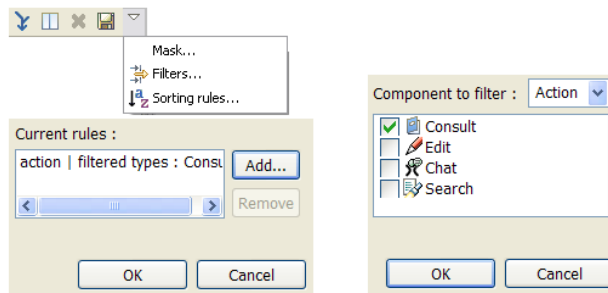 Mask...
Filters...
Sorting rules...
Current rules :
action | filtered types : Consu
Add...
Remove
OK
Cancel
Component to filter :
Action
Consult
Edit
Chat
Search
OK
Cancel